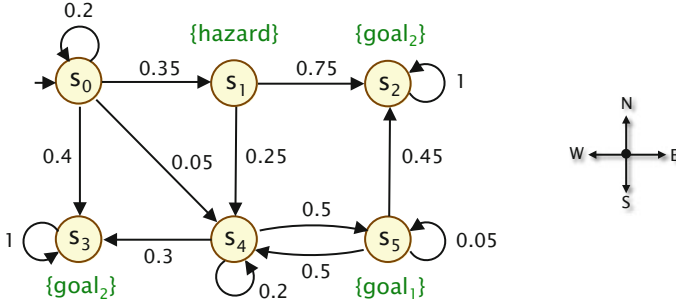 0.2
{hazard} {goal₂}
s₀ 0.35 s₁ 0.75 s₂ 1
N
0.4 0.05 0.25 0.45 W E
S
1 s₃ 0.3 s₄ 0.5 s₅ 0.05
0.5
{goal₂} 0.2 {goal₁}